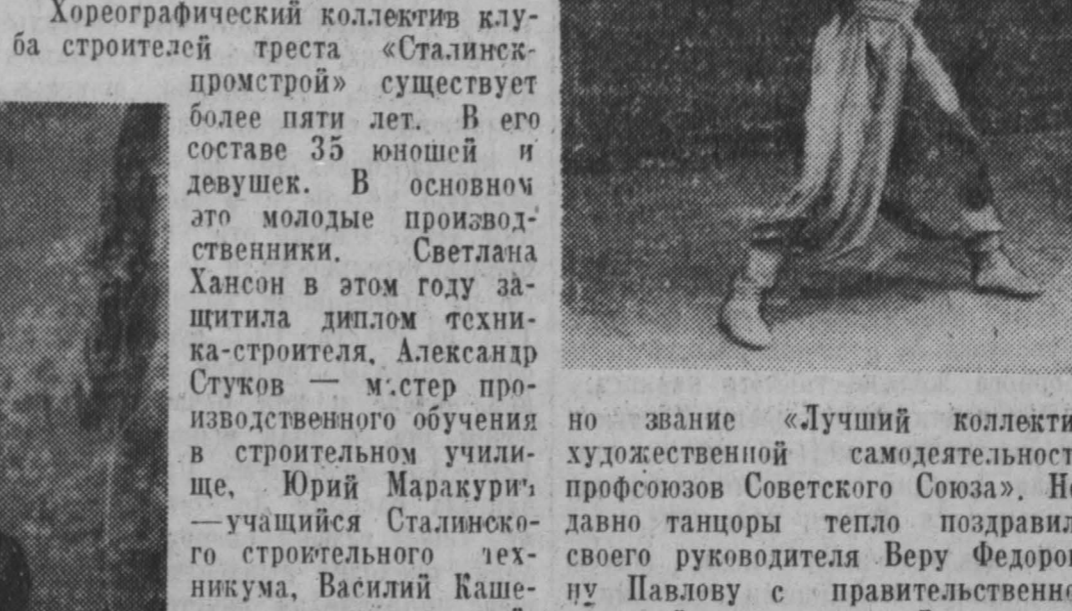 Хореографический коллектив клу-
ба строителей треста «Сталинск-
промстрой» существует
более пяти лет. В его
составе 35 юношей и
девушек. В основном
это молодые производ-
ственники. Светлана
Хансон в этом году за-
щитила диплом техни-
ка-строителя, Александр
Стуков — мастер про-
изводственного обучения
в строительном учили-
ще, Юрий Маракурин
—учащийся Сталинско-
го строительного тех-
никума, Василий Каше-
но звание «Лучший коллекти
художественной самодеятельност
профсоюзов Советского Союза». Не
давно танцоры тепло поздравил
своего руководителя Веру Федоров
ну Павлову с правительственно